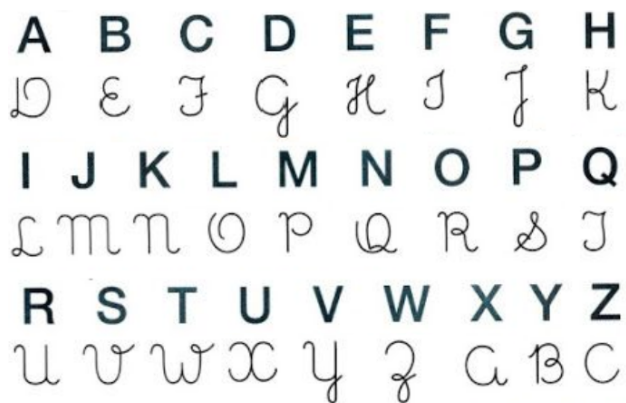 A B C D E F G H
D E F G H I J K
I J K L M N O P Q
L M N O P Q R S T
R S T U V W X Y Z
U V W X Y Z A B C